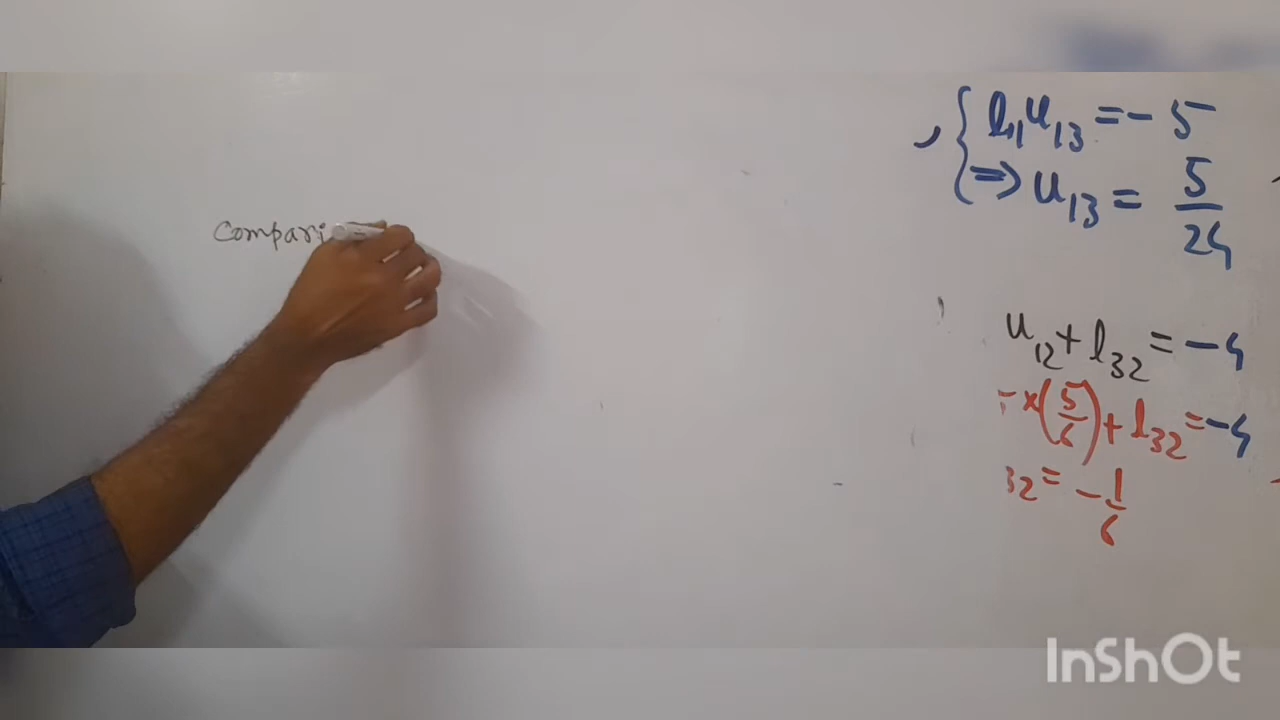 Compari
l₁₁u₁₃ = - 5
⇒ u₁₃ = 5/24
u₁₂ + l₃₂ = - 4
×(5/6) + l₃₂ = - 4
32 = - 1/6
InShOt